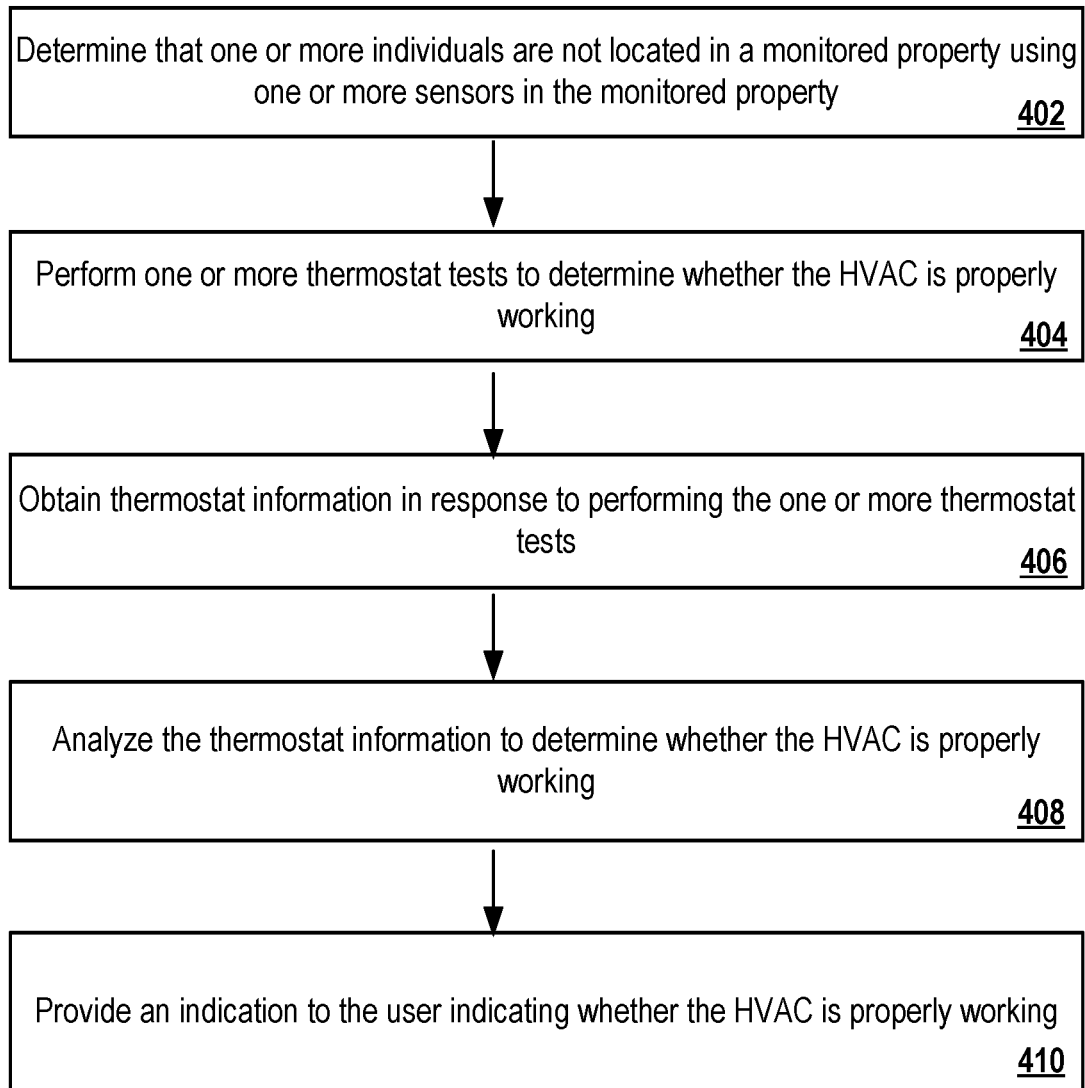 Determine that one or more individuals are not located in a monitored property using
one or more sensors in the monitored property
402
Perform one or more thermostat tests to determine whether the HVAC is properly
working
404
Obtain thermostat information in response to performing the one or more thermostat
tests
406
Analyze the thermostat information to determine whether the HVAC is properly
working
408
Provide an indication to the user indicating whether the HVAC is properly working
410